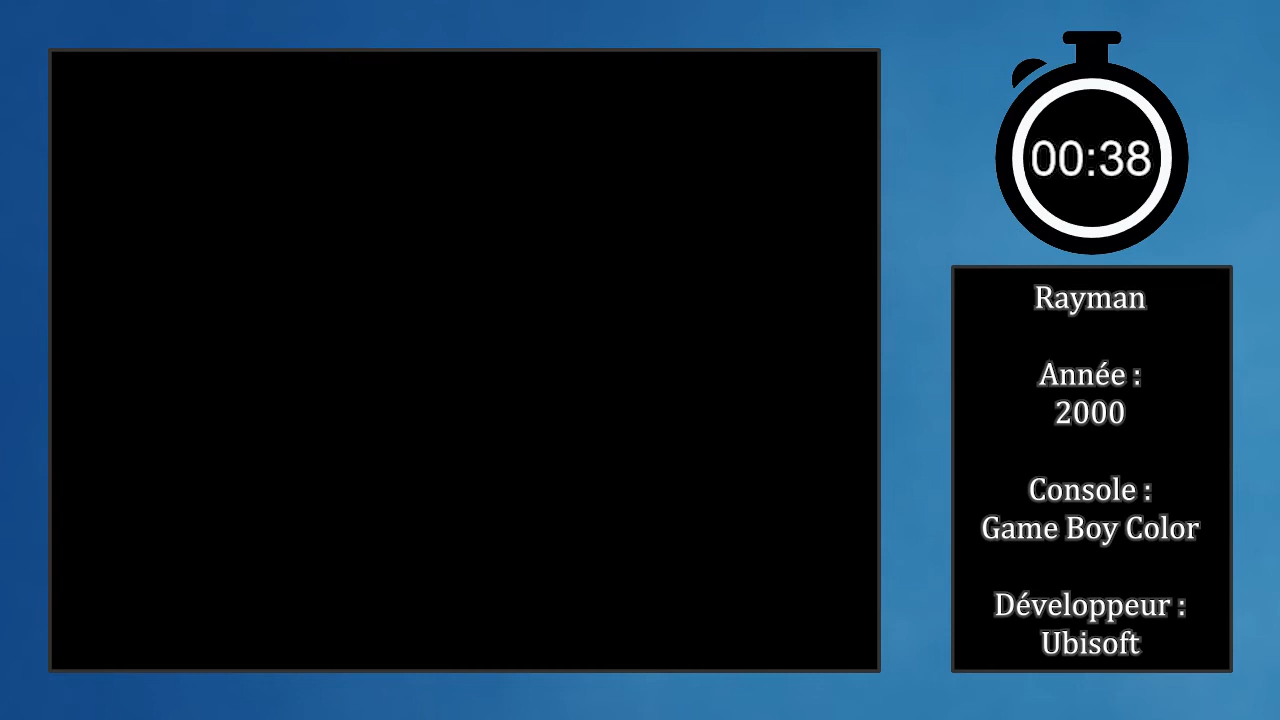 00:38
Rayman
Année :
2000
Console :
Game Boy Color
Développeur :
Ubisoft